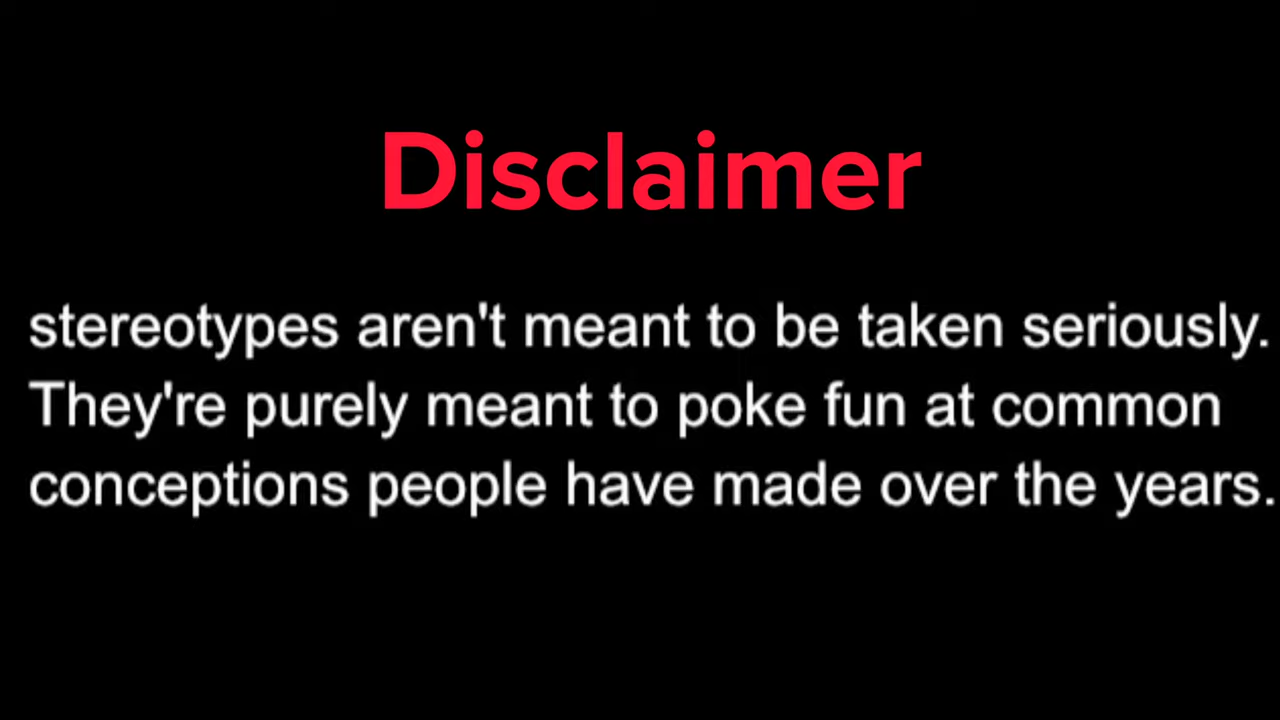 Disclaimer
stereotypes aren't meant to be taken seriously.
They're purely meant to poke fun at common
conceptions people have made over the years.